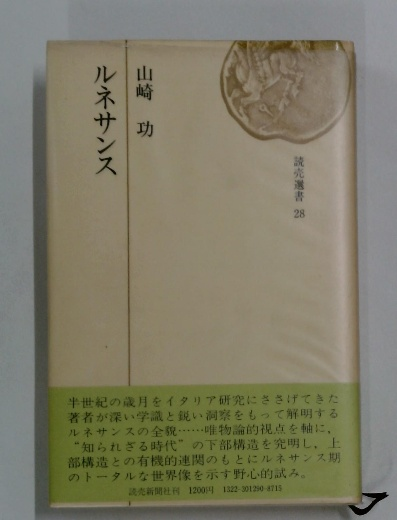 ルネサンス
山崎 功
読売選書 28
半世紀の歳月をイタリア研究にささげてきた
著者が深い学識と鋭い洞察をもって解明する
ルネサンスの全貌……唯物論的視点を軸に、
“知られざる時代”の下部構造を究明し、上
部構造との有機的連関のもとにルネサンス期
のトータルな世界像を示す野心的試み。
読売新聞社刊 1200円 1322-301290-8715